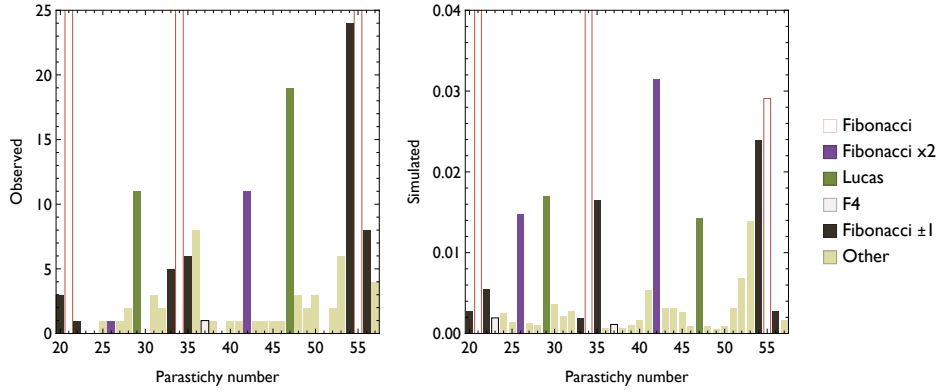 25
20
15
10
5
0
Observed
20 25 30 35 40 45 50 55
Parastichy number
0.04
0.03
0.02
0.01
0.00
Simulated
20 25 30 35 40 45 50 55
Parastichy number
Fibonacci
Fibonacci x2
Lucas
F4
Fibonacci ±1
Other